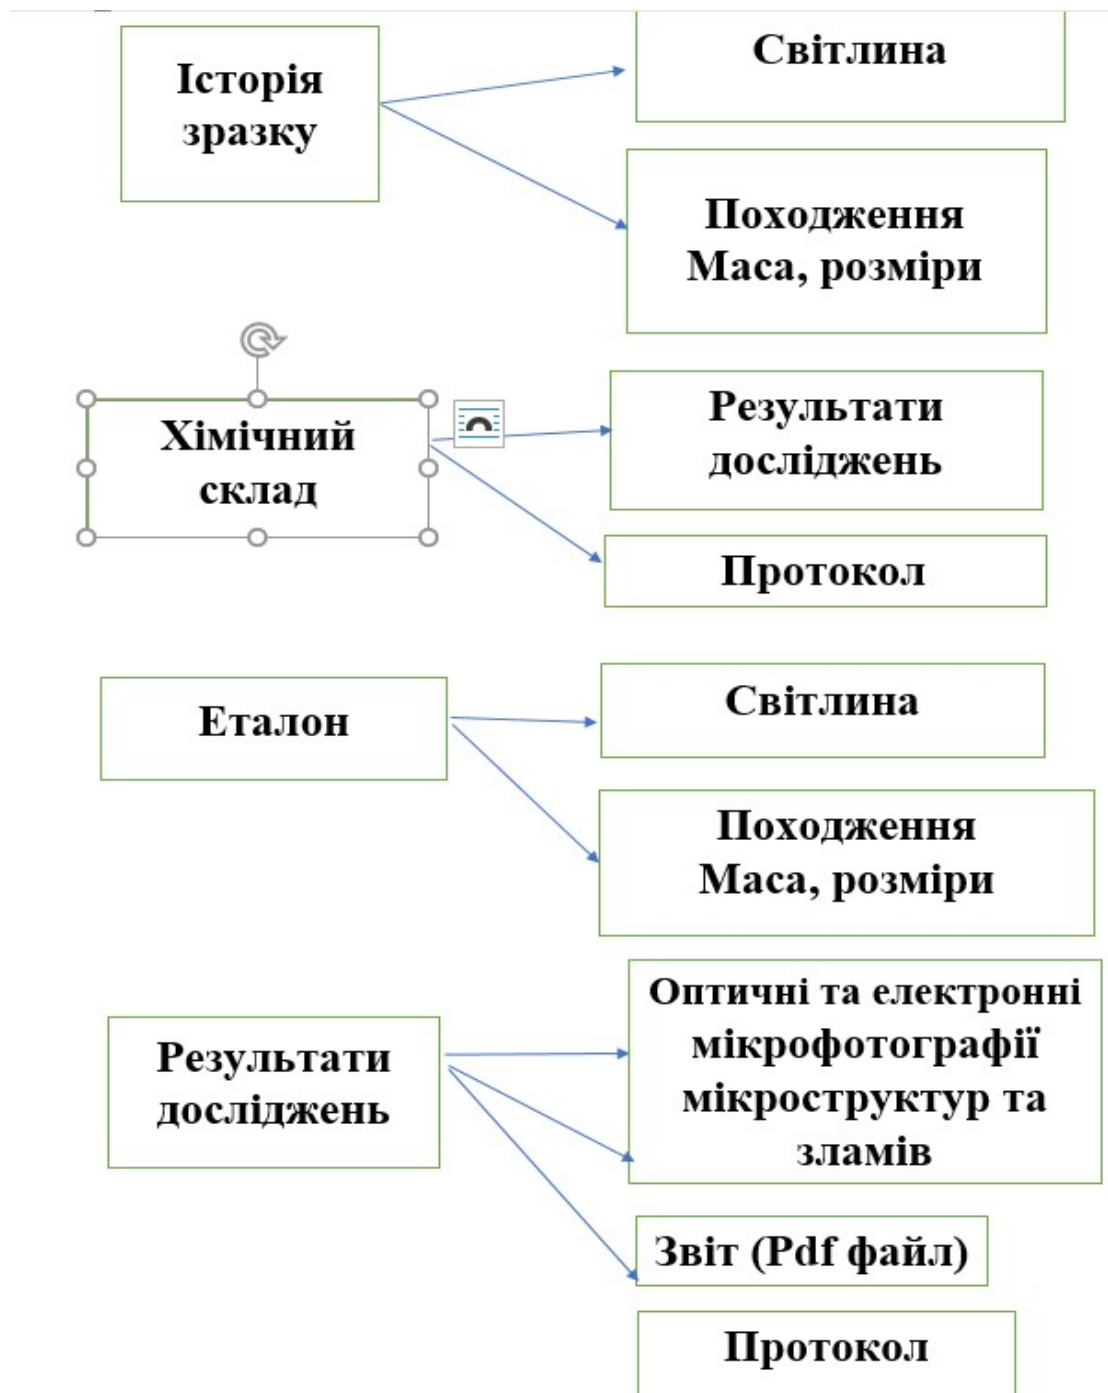 Історія
зразку
Світлина
Походження
Маса, розміри
Хімічний
склад
Результати
досліджень
Протокол
Еталон
Світлина
Походження
Маса, розміри
Результати
досліджень
Оптичні та електронні
мікрофотографії
мікроструктур та
зламів
Звіт (Pdf файл)
Протокол